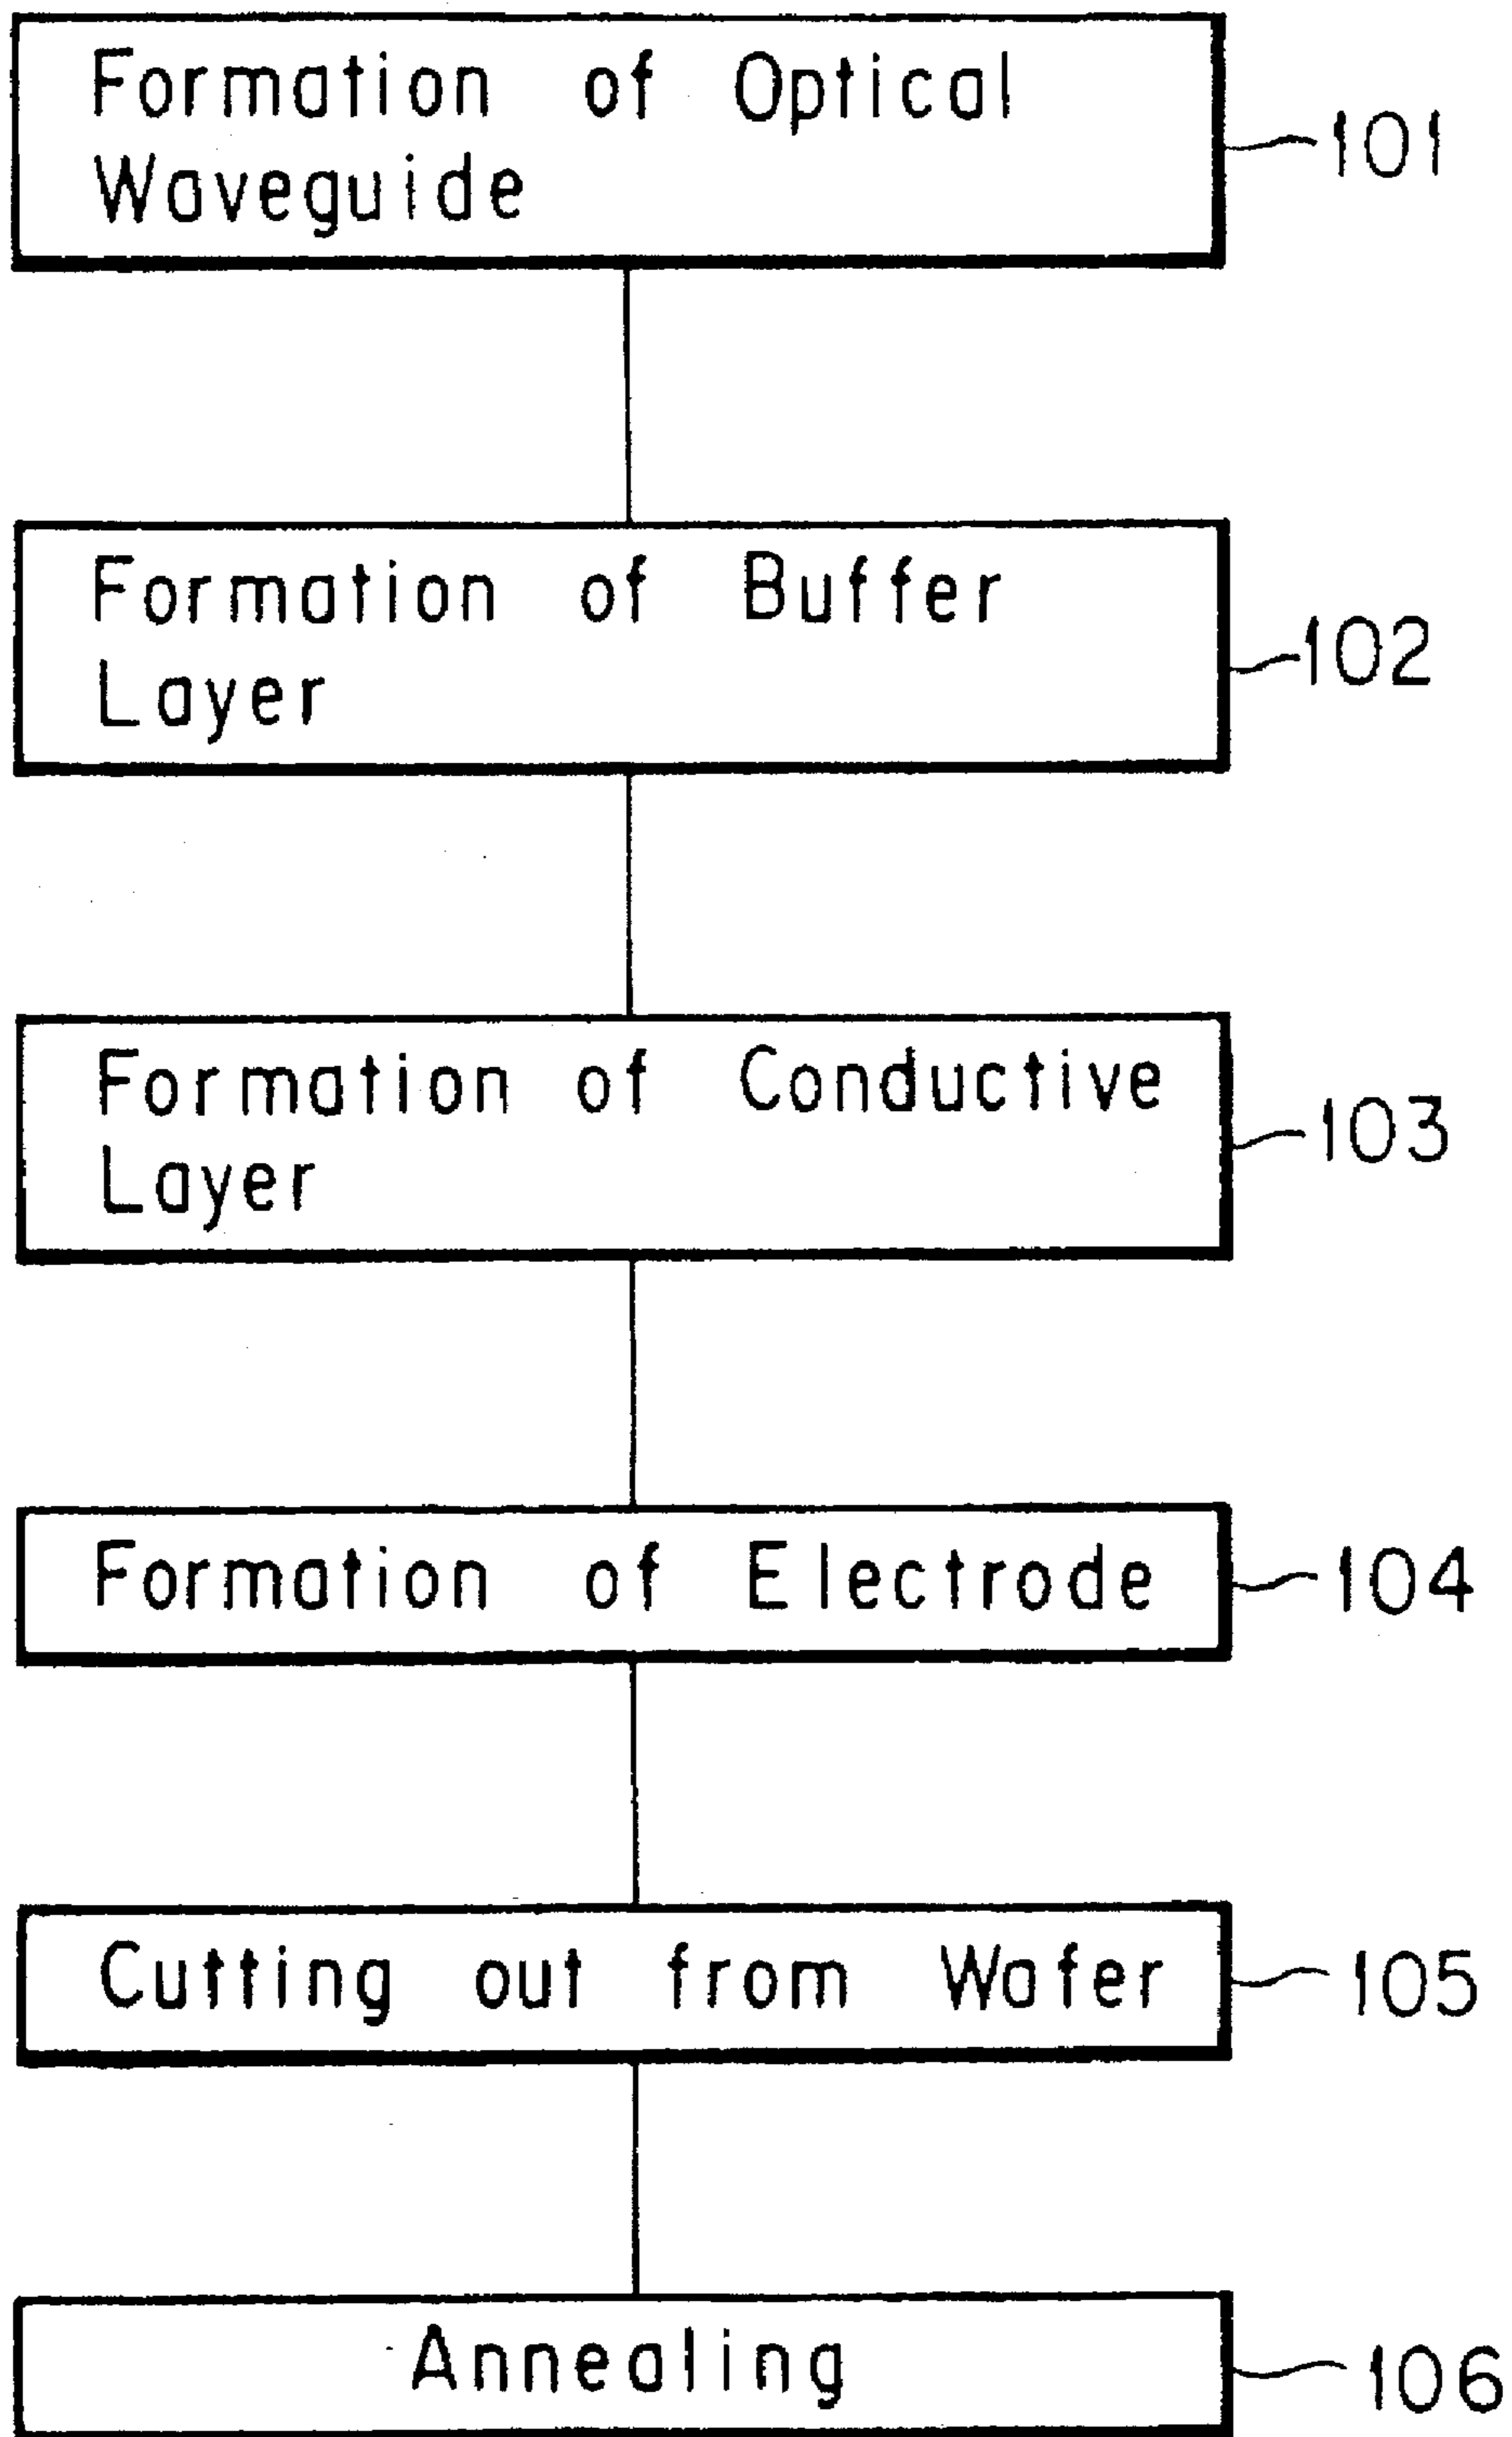 Formation of Optical
Waveguide
101
Formation of Buffer
Layer
102
Formation of Conductive
Layer
103
Formation of Electrode
104
Cutting out from Wafer
105
Annealing
106